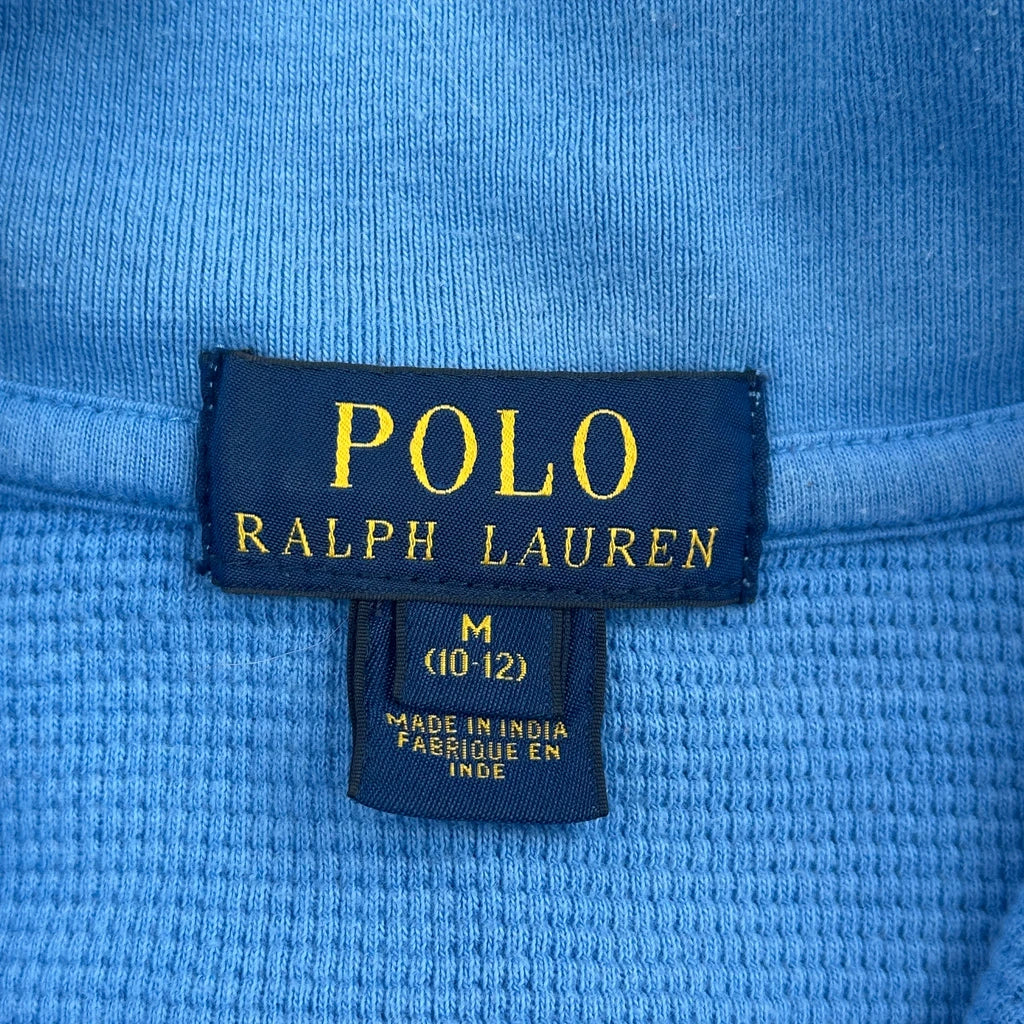 POLO
RALPH LAUREN
M
(10-12)
MADE IN INDIA
FABRIQUE EN
INDE